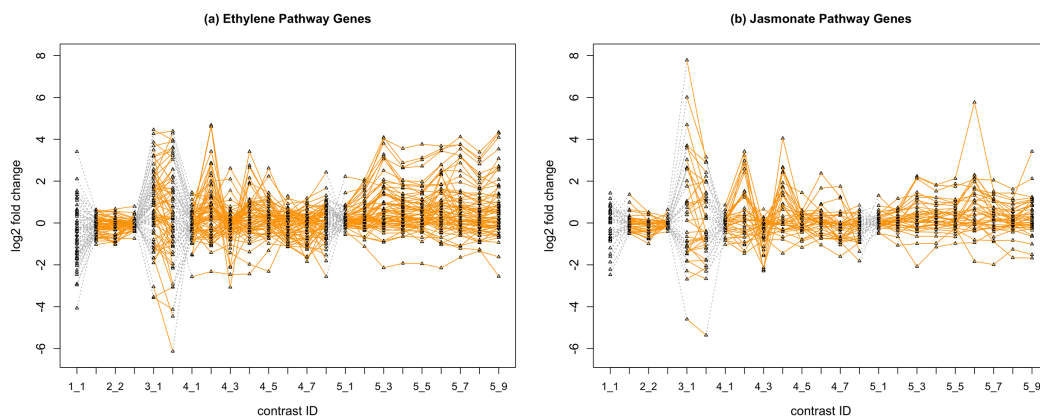 (a) Ethylene Pathway Genes
log2 fold change
8
6
4
2
0
-2
-4
-6
1_1 2_2 3_1 4_1 4_3 4_5 4_7 5_1 5_3 5_5 5_7 5_9
contrast ID
(b) Jasmonate Pathway Genes
log2 fold change
8
6
4
2
0
-2
-4
-6
1_1 2_2 3_1 4_1 4_3 4_5 4_7 5_1 5_3 5_5 5_7 5_9
contrast ID